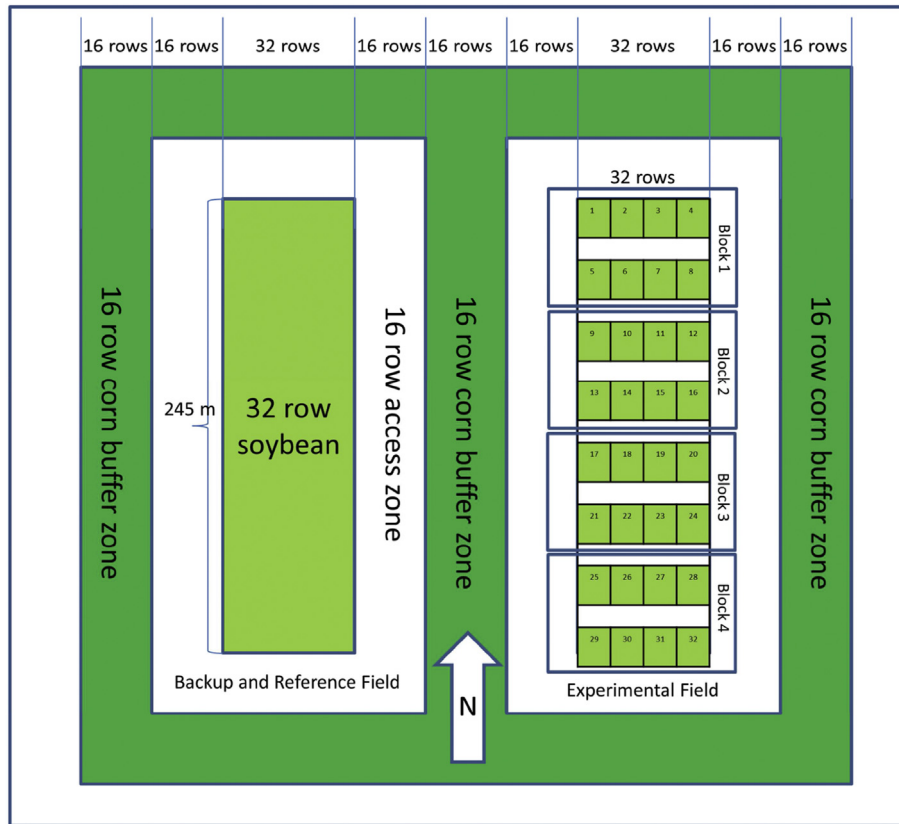 16 rows 16 rows 32 rows 16 rows 16 rows 16 rows 32 rows 16 rows 16 rows
32 rows
1 2 3 4
5 6 7 8
Block 1
9 10 11 12
13 14 15 16
Block 2
17 18 19 20
21 22 23 24
Block 3
25 26 27 28
29 30 31 32
Block 4
16 row corn buffer zone
245 m
32 row
soybean
16 row access zone
16 row corn buffer zone
16 row corn buffer zone
Backup and Reference Field
N
Experimental Field